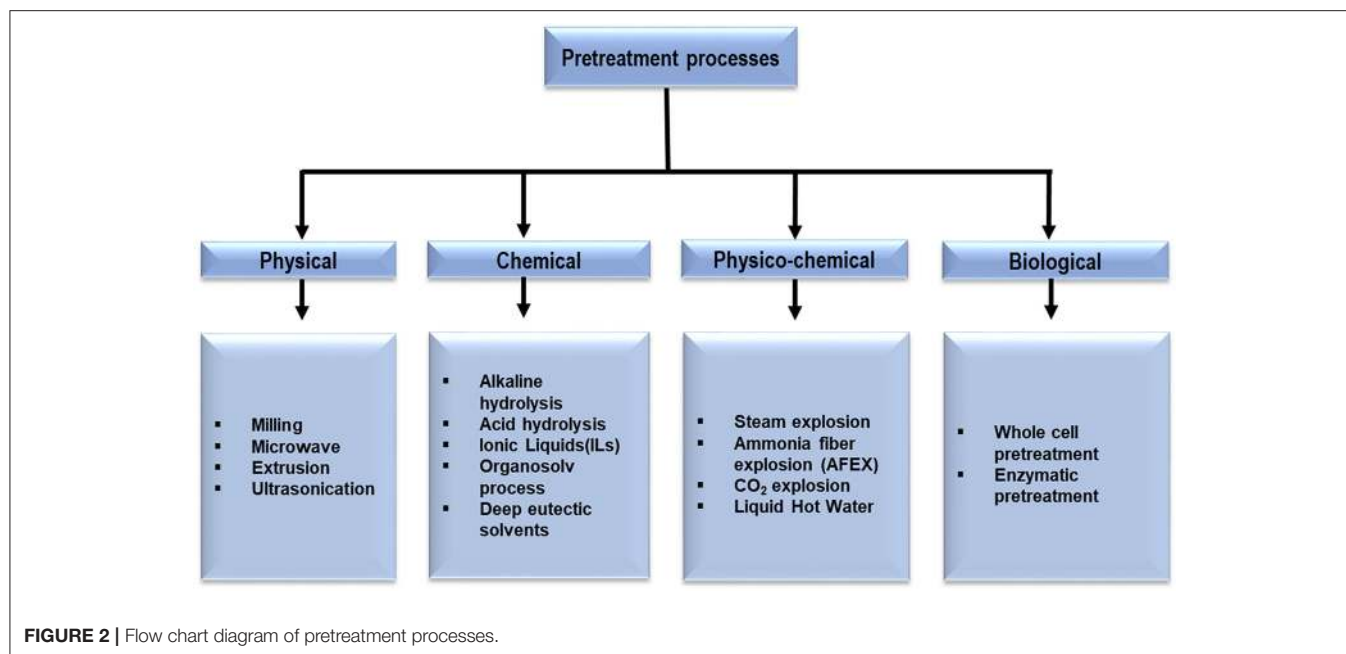 Pretreatment processes
Physical
Chemical
Physico-chemical
Biological
▪ Milling
▪ Microwave
▪ Extrusion
▪ Ultrasonication
▪ Alkaline
hydrolysis
▪ Acid hydrolysis
▪ Ionic Liquids(ILs)
▪ Organosolv
process
▪ Deep eutectic
solvents
▪ Steam explosion
▪ Ammonia fiber
explosion (AFEX)
▪ CO₂ explosion
▪ Liquid Hot Water
▪ Whole cell
pretreatment
▪ Enzymatic
pretreatment
FIGURE 2 | Flow chart diagram of pretreatment processes.